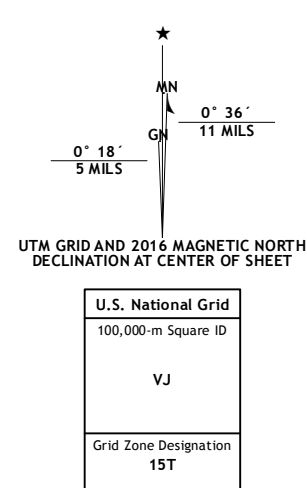 ★
MN
GN
0° 36´
11 MILS
0° 18´
5 MILS
UTM GRID AND 2016 MAGNETIC NORTH
DECLINATION AT CENTER OF SHEET
U.S. National Grid
100,000-m Square ID
VJ
Grid Zone Designation
15T